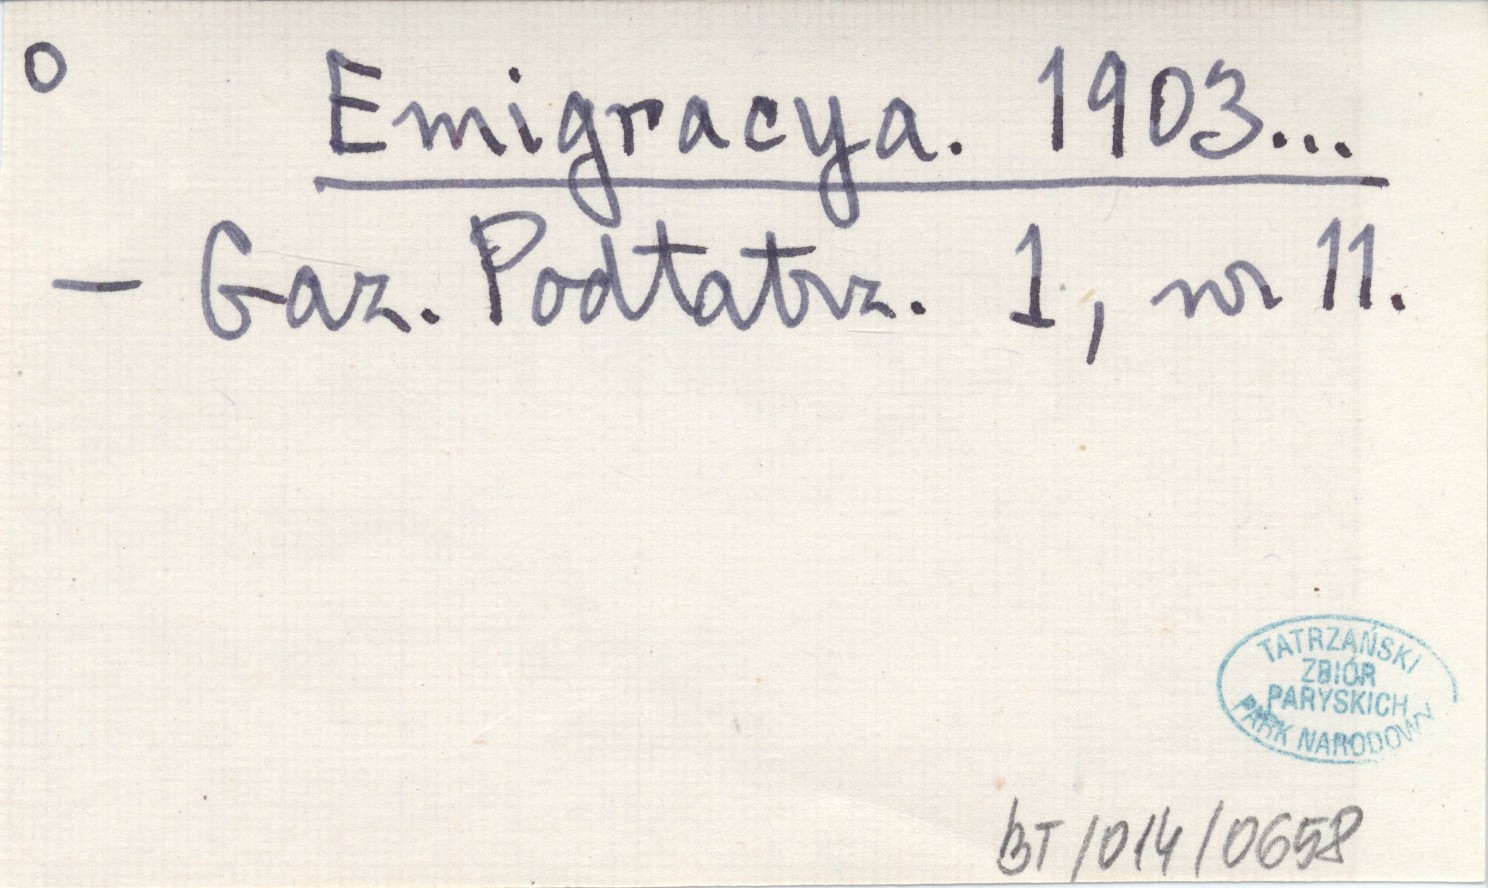 o Emigracya. 1903...
— Gaz. Podtatrz. 1, nr 11.
TATRZAŃSKI
ZBIÓR
PARYSKICH
PARK NARODOWY
BT/014/0658